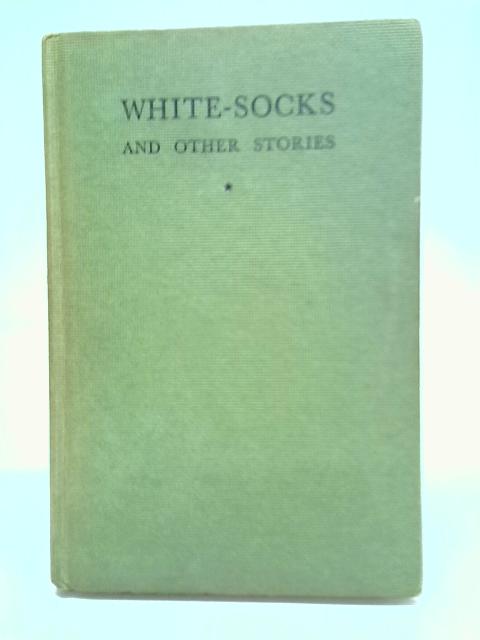 WHITE-SOCKS
AND OTHER STORIES